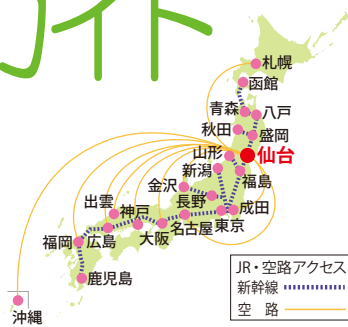 ガイト
札幌
函館
青森
八戸
秋田
盛岡
山形
仙台
新潟
福島
金沢
長野
成田
出雲
神戸
名古屋
東京
福岡
広島
大阪
鹿児島
沖縄
JR・空路アクセス
新幹線
空 路